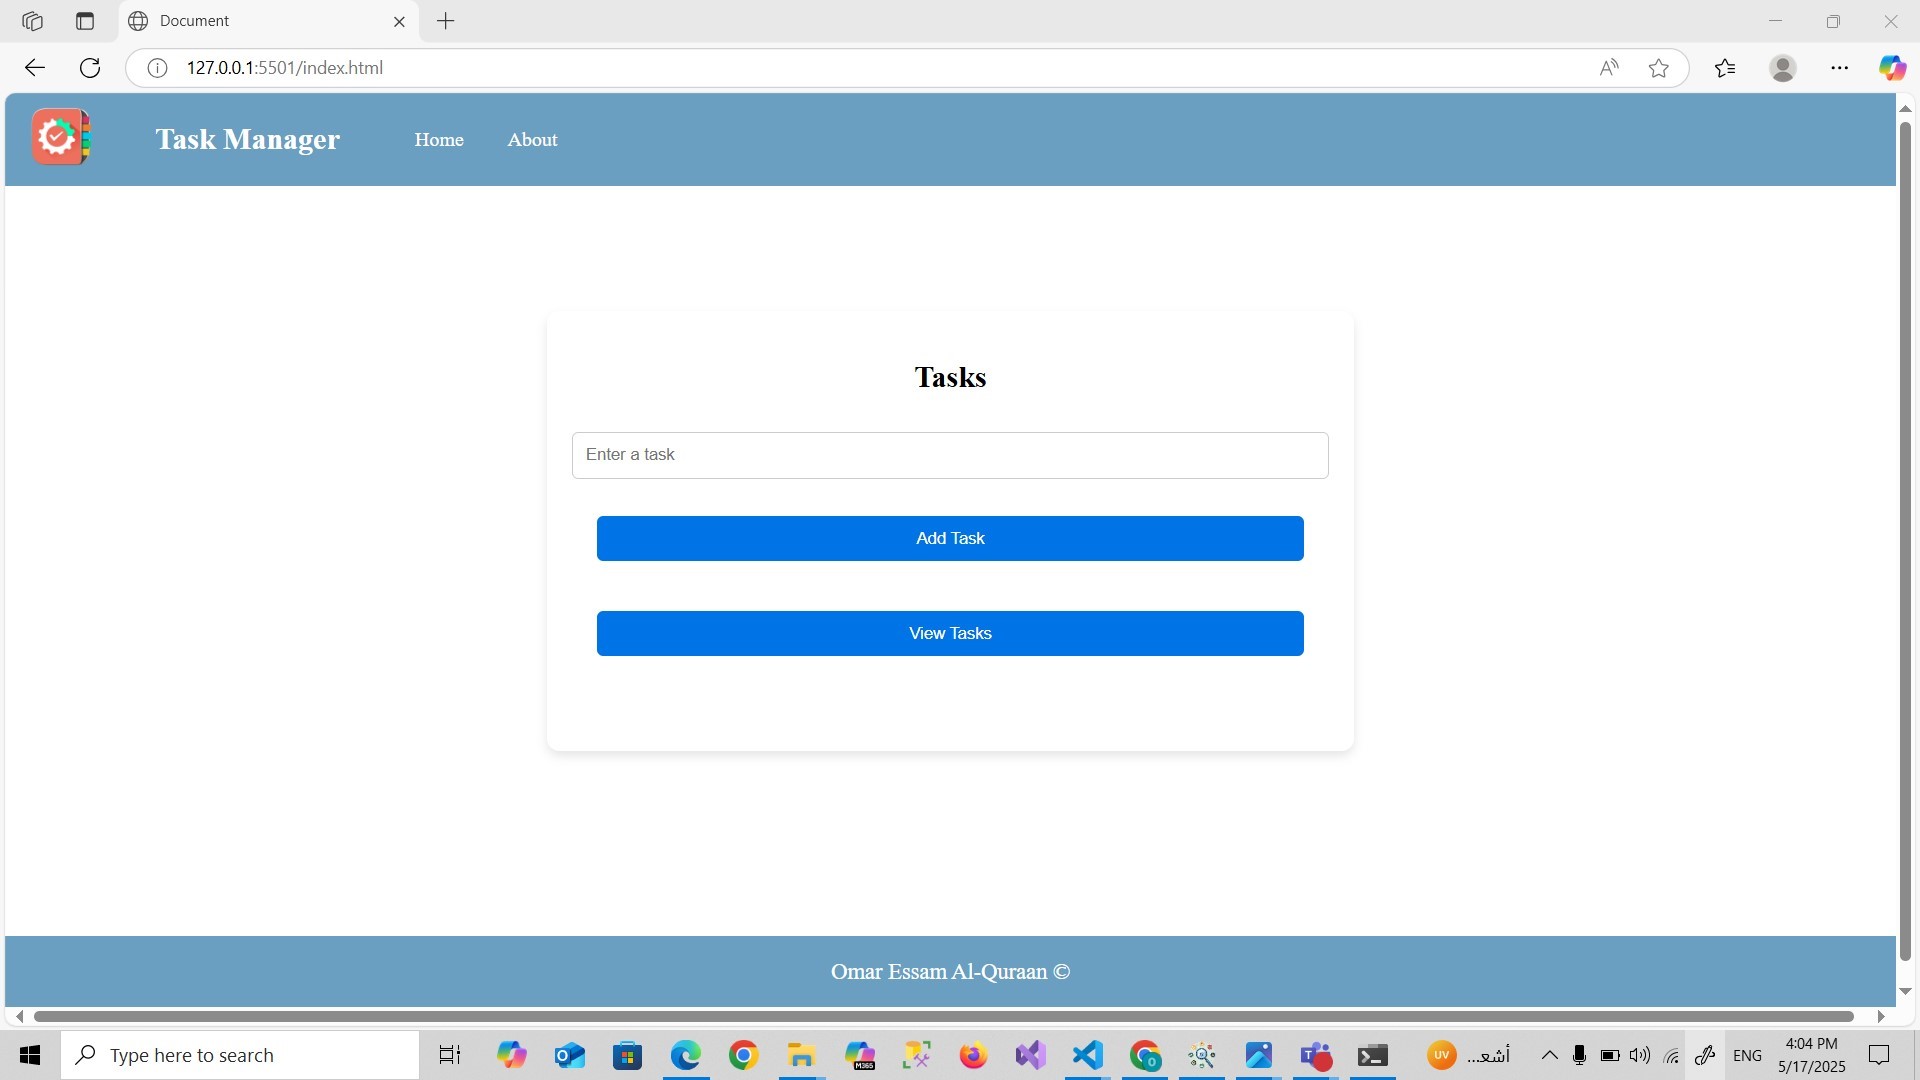 Document
127.0.0.1:5501/index.html
Task Manager
Home
About
Tasks
Enter a task
Add Task
View Tasks
Omar Essam Al-Quraan ©
Type here to search
M365
UV
أشعـ...
ENG
4:04 PM
5/17/2025